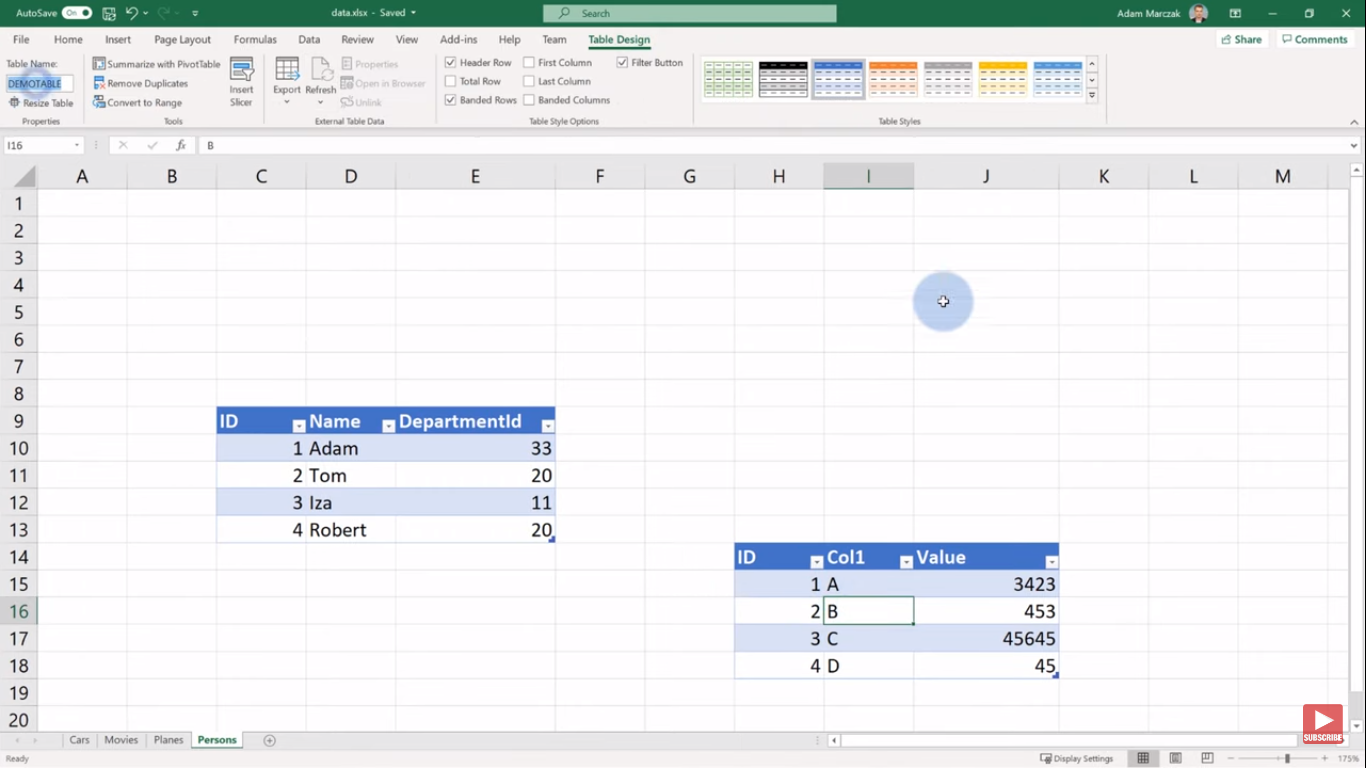 AutoSave On data.xlsx - Saved Search Adam Marczak
File Home Insert Page Layout Formulas Data Review View Add-ins Help Team Table Design Share Comments
Table Name:
DEMOTABLE
Resize Table
Properties
Summarize with PivotTable
Remove Duplicates
Convert to Range
Tools
Insert
Slicer
Export
Refresh
Properties
Open in Browser
Unlink
External Table Data
Header Row First Column Filter Button
Total Row Last Column
Banded Rows Banded Columns
Table Style Options
Table Styles
I16 fx B
A B C D E F G H I J K L M
1
2
3
4
5
6
7
8
9 ID Name DepartmentId
10 1 Adam 33
11 2 Tom 20
12 3 Iza 11
13 4 Robert 20
14 ID Col1 Value
15 1 A 3423
16 2 B 453
17 3 C 45645
18 4 D 45
19
20
SUBSCRIBE
Cars Movies Planes Persons
Ready Display Settings 175%